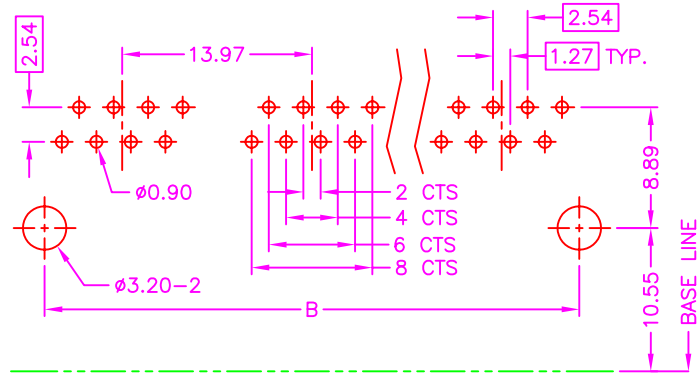 2.54
13.97
2.54
1.27 TYP.
ø0.90
2 CTS
4 CTS
6 CTS
8 CTS
8.89
ø3.20-2
B
10.55
BASE LINE